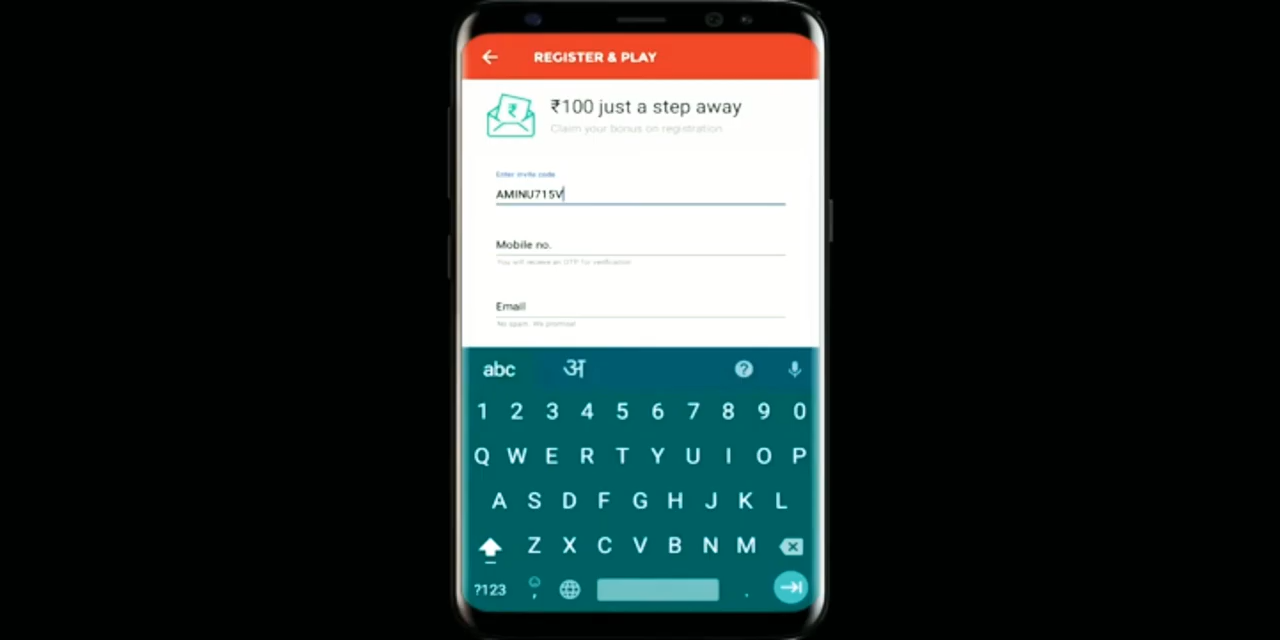 REGISTER & PLAY
₹
₹100 just a step away
Claim your bonus on registration
Enter invite code
AMINU715V
Mobile no.
You will receive an OTP for verification
Email
No spam. We promise!
abc अ ?
1 2 3 4 5 6 7 8 9 0
Q W E R T Y U I O P
A S D F G H J K L
Z X C V B N M
?123 , .